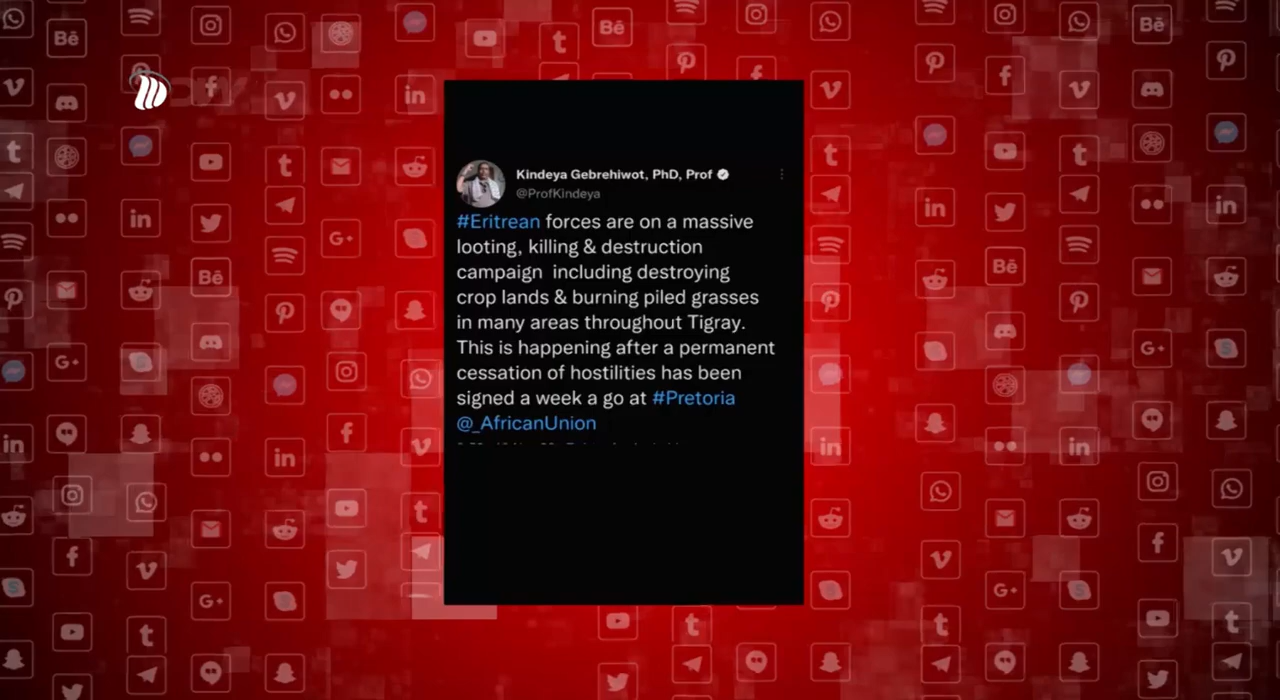 Kindeya Gebrehiwot, PhD, Prof
@ProfKindeya
#Eritrean forces are on a massive
looting, killing & destruction
campaign including destroying
crop lands & burning piled grasses
in many areas throughout Tigray.
This is happening after a permanent
cessation of hostilities has been
signed a week a go at #Pretoria
@_AfricanUnion